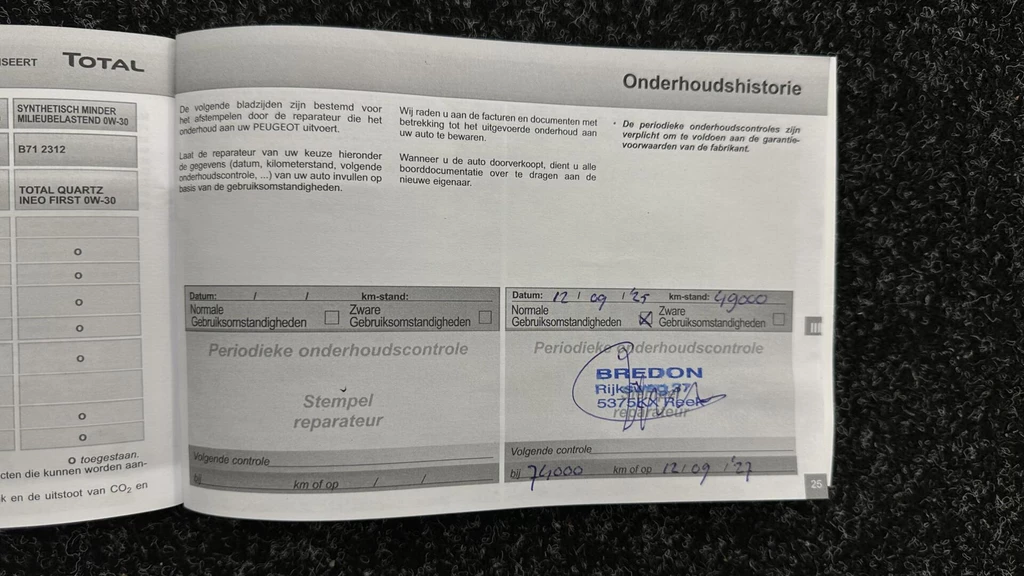 ISEERT TOTAL
SYNTHETISCH MINDER
MILIEUBELASTEND 0W-30
B71 2312
TOTAL QUARTZ
INEO FIRST 0W-30
O
O
O
O
O
O
O
O toegestaan.
cten die kunnen worden aan-
k en de uitstoot van CO2 en
Onderhoudshistorie
De volgende bladzijden zijn bestemd voor
het afstempelen door de reparateur die het
onderhoud aan uw PEUGEOT uitvoert.
Laat de reparateur van uw keuze hieronder
de gegevens (datum, kilometerstand, volgende
onderhoudscontrole, ...) van uw auto invullen op
basis van de gebruiksomstandigheden.
Wij raden u aan de facturen en documenten met
betrekking tot het uitgevoerde onderhoud aan
uw auto te bewaren.
Wanneer u de auto doorverkoopt, dient u alle
boorddocumentatie over te dragen aan de
nieuwe eigenaar.
• De periodieke onderhoudscontroles zijn
verplicht om te voldoen aan de garantie-
voorwaarden van de fabrikant.
Datum: / / km-stand:
Normale
Gebruiksomstandigheden
Zware
Gebruiksomstandigheden
Periodieke onderhoudscontrole
Stempel
reparateur
Volgende controle
bij km of op / /
Datum: 12 / 09 / '25 km-stand: 49000
Normale
Gebruiksomstandigheden
Zware
Gebruiksomstandigheden
Periodieke onderhoudscontrole
BREDON
Rijksweg 37
5375KX Reek
reparateur
Volgende controle
bij 74000 km of op 12 / 09 / '27
III
25